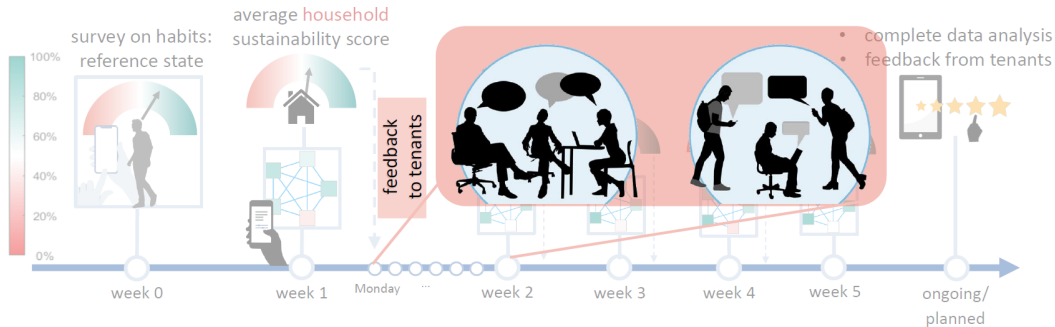 survey on habits:
reference state
average household
sustainability score
• complete data analysis
• feedback from tenants
100%
80%
60%
40%
20%
0%
feedback
to tenants
week 0
week 1
Monday
...
week 2
week 3
week 4
week 5
ongoing/
planned